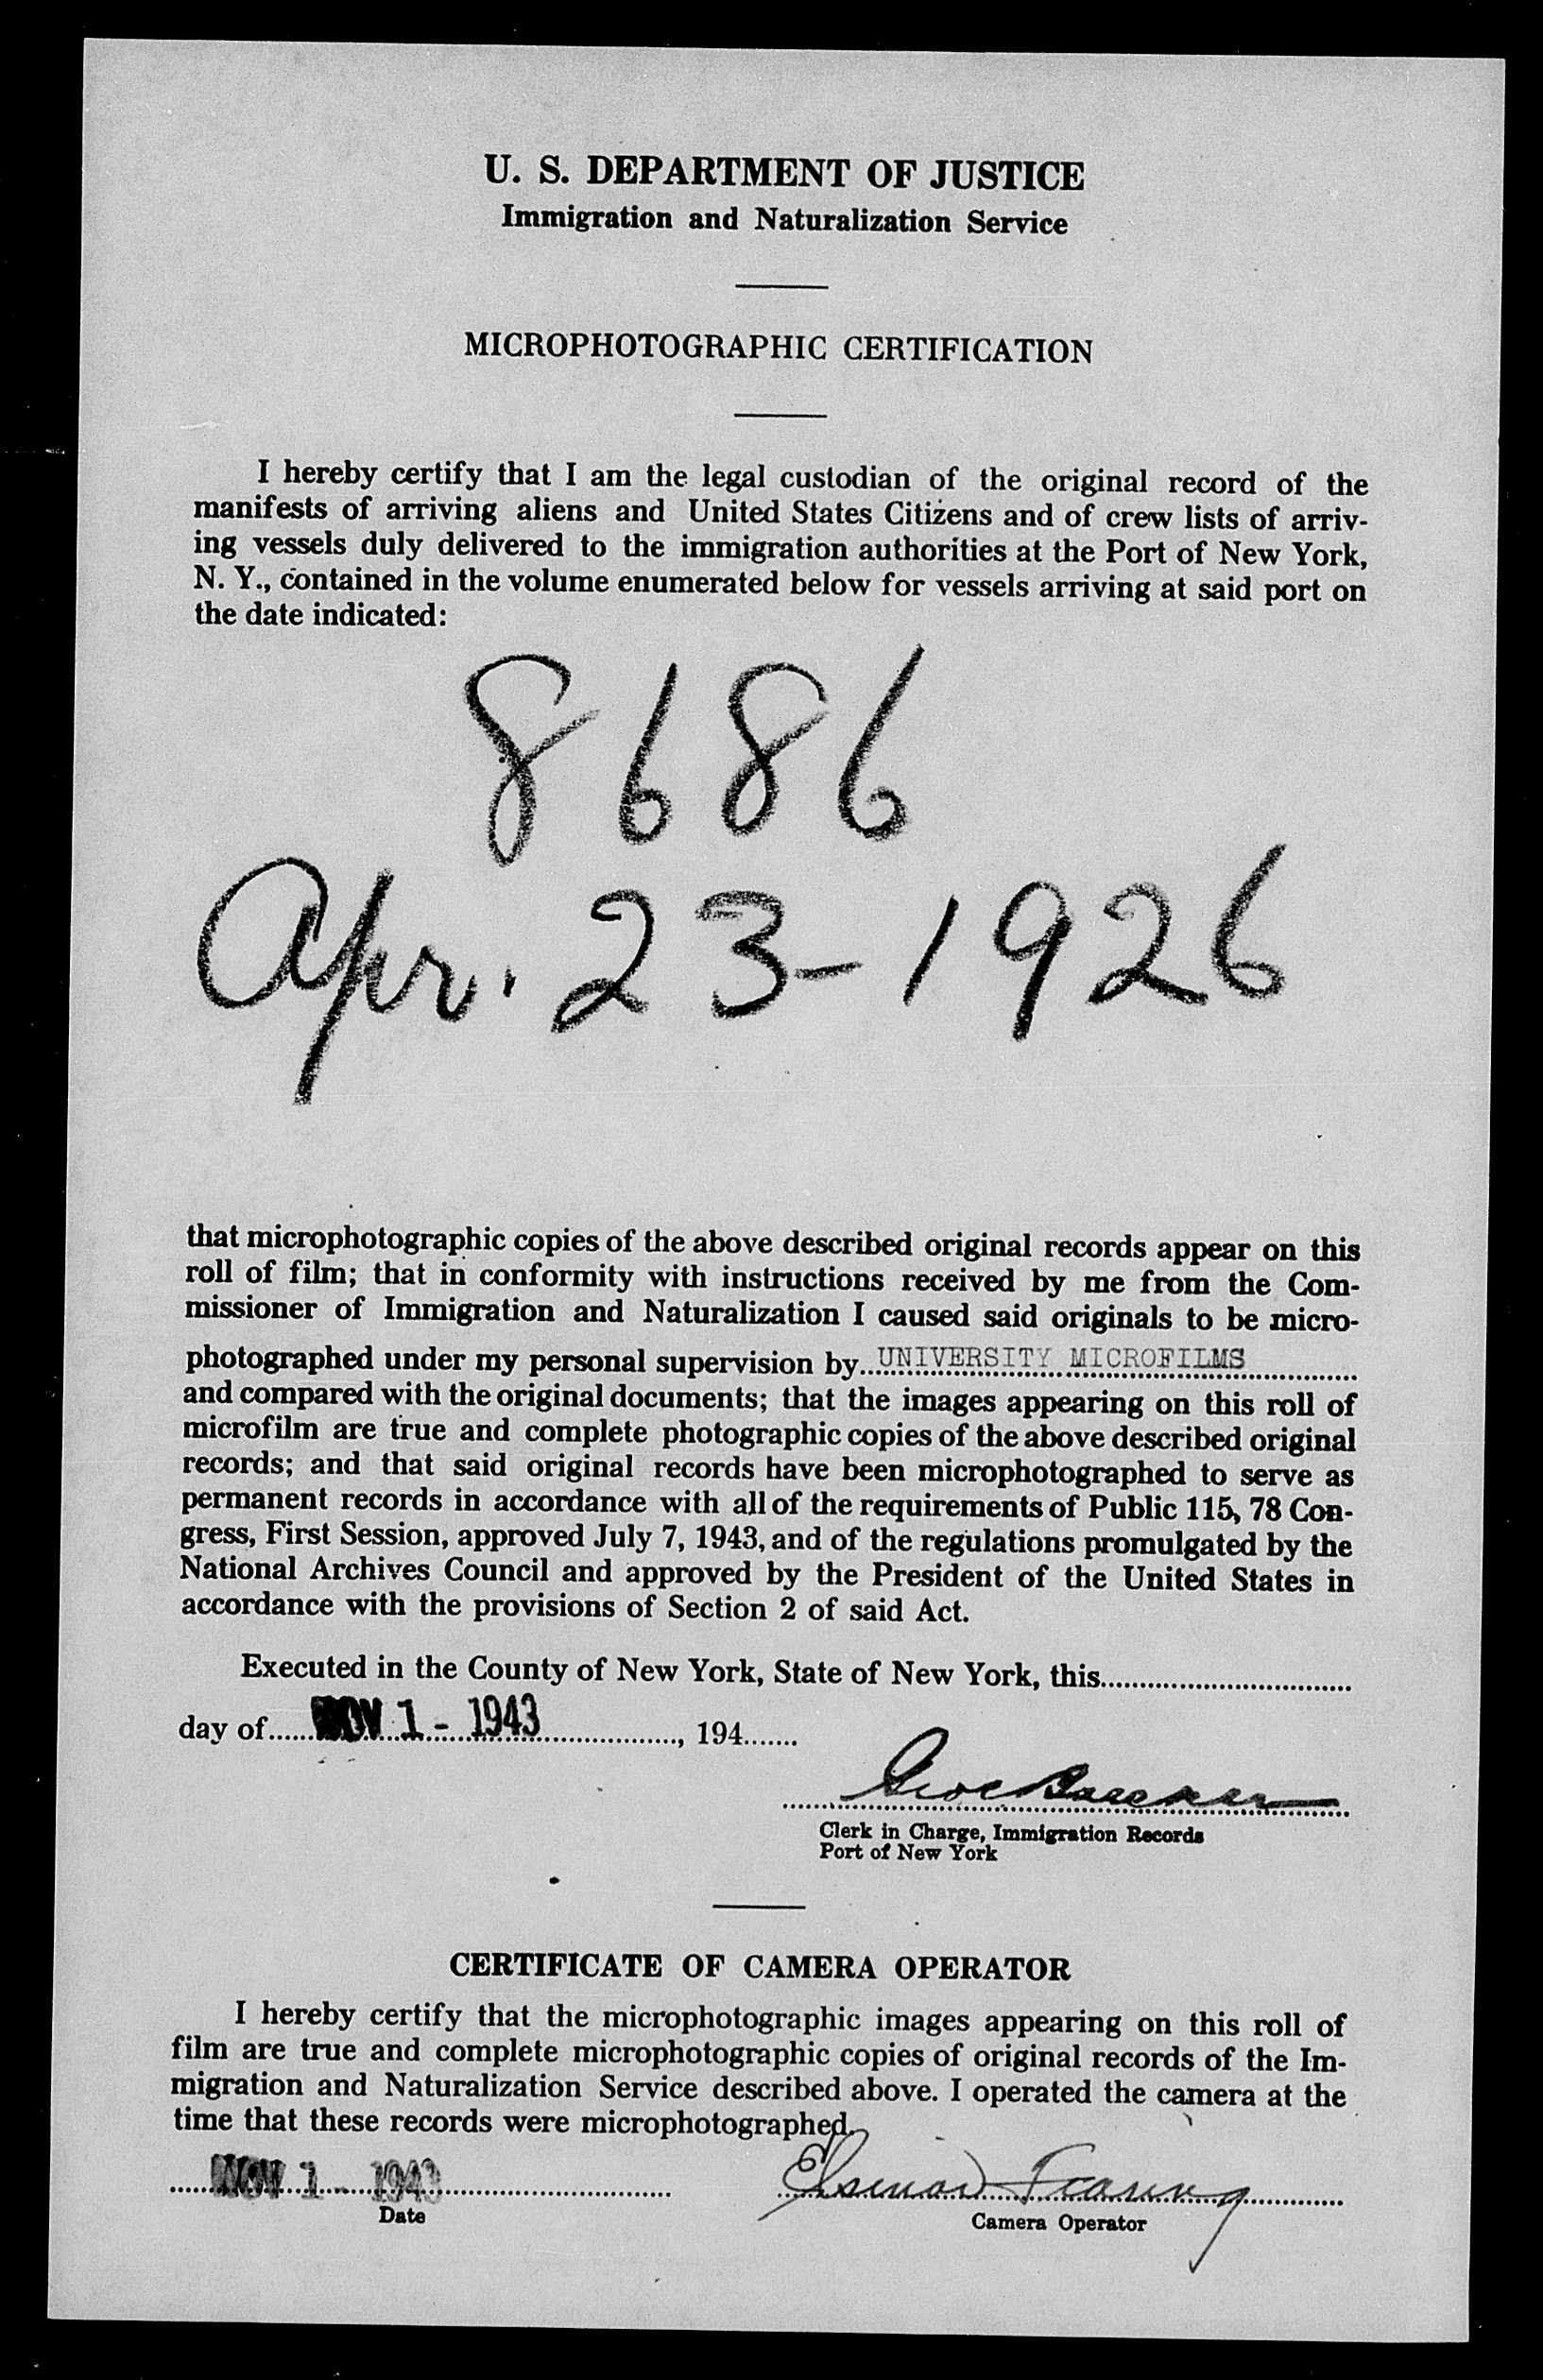 U. S. DEPARTMENT OF JUSTICE
Immigration and Naturalization Service
MICROPHOTOGRAPHIC CERTIFICATION
I hereby certify that I am the legal custodian of the original record of the
manifests of arriving aliens and United States Citizens and of crew lists of arriv-
ing vessels duly delivered to the immigration authorities at the Port of New York,
N. Y., contained in the volume enumerated below for vessels arriving at said port on
the date indicated:
8686
Apr. 23-1926
that microphotographic copies of the above described original records appear on this
roll of film; that in conformity with instructions received by me from the Com-
missioner of Immigration and Naturalization I caused said originals to be micro-
photographed under my personal supervision by UNIVERSITY MICROFILMS
and compared with the original documents; that the images appearing on this roll of
microfilm are true and complete photographic copies of the above described original
records; and that said original records have been microphotographed to serve as
permanent records in accordance with all of the requirements of Public 115, 78 Con-
gress, First Session, approved July 7, 1943, and of the regulations promulgated by the
National Archives Council and approved by the President of the United States in
accordance with the provisions of Section 2 of said Act.
Executed in the County of New York, State of New York, this
day of NOV 1 - 1943, 194
Clerk in Charge, Immigration Records
Port of New York
CERTIFICATE OF CAMERA OPERATOR
I hereby certify that the microphotographic images appearing on this roll of
film are true and complete microphotographic copies of original records of the Im-
migration and Naturalization Service described above. I operated the camera at the
time that these records were microphotographed.
NOV 1 - 1943
Date
Camera Operator